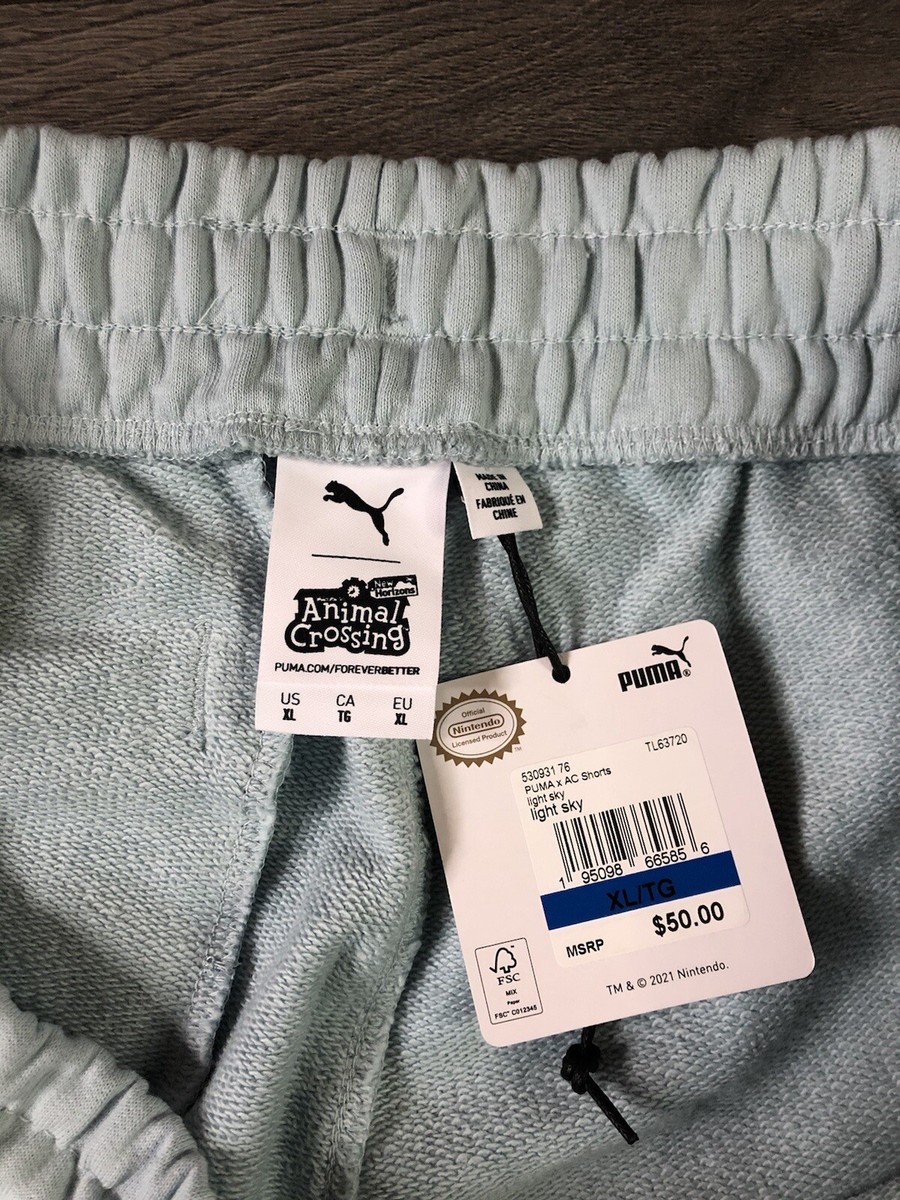 MADE IN
CHINA
FABRIQUÉ EN
CHINE
New
Horizons
Animal
Crossing
PUMA.COM/FOREVERBETTER
US CA EU
XL TG XL
PUMA®
Official
Nintendo
Licensed Product
TM
530931 76 TL63720
PUMA x AC Shorts
light sky
light sky
1 95098 66585 6
XL/TG
MSRP $50.00
FSC
MIX
Paper
FSC™ C012345
TM & © 2021 Nintendo.